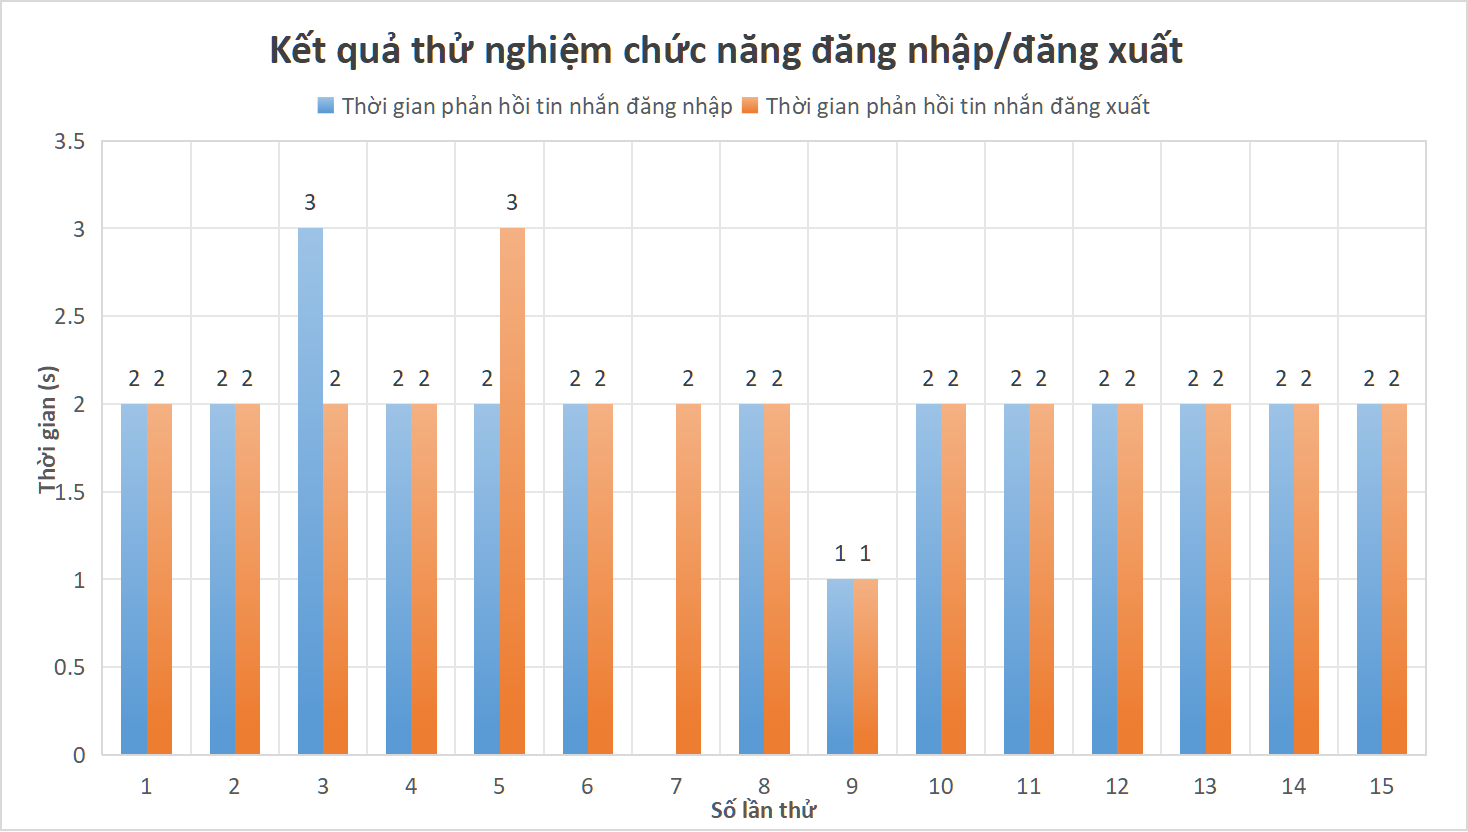 Kết quả thử nghiệm chức năng đăng nhập/đăng xuất
Thời gian phản hồi tin nhắn đăng nhập Thời gian phản hồi tin nhắn đăng xuất
3.5
3
2.5
2
1.5
1
0.5
0
Thời gian (s)
3 3
2 2 2 2 2 2 2 2 2 2 2 2 2 2 2 2 2 2 2 2 2 2 2 2 2
1 1
1 2 3 4 5 6 7 8 9 10 11 12 13 14 15
Số lần thử